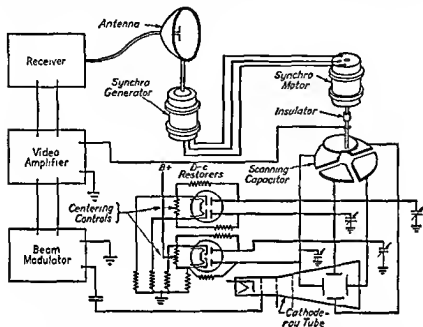 Antenna
Receiver
Synchro
Generator
Synchro
Motor
Insulator
Video
Amplifier
B+
D-c
Restorers
Scanning
Capacitor
Centering
Controls
Beam
Modulator
Cathode-
ray Tube